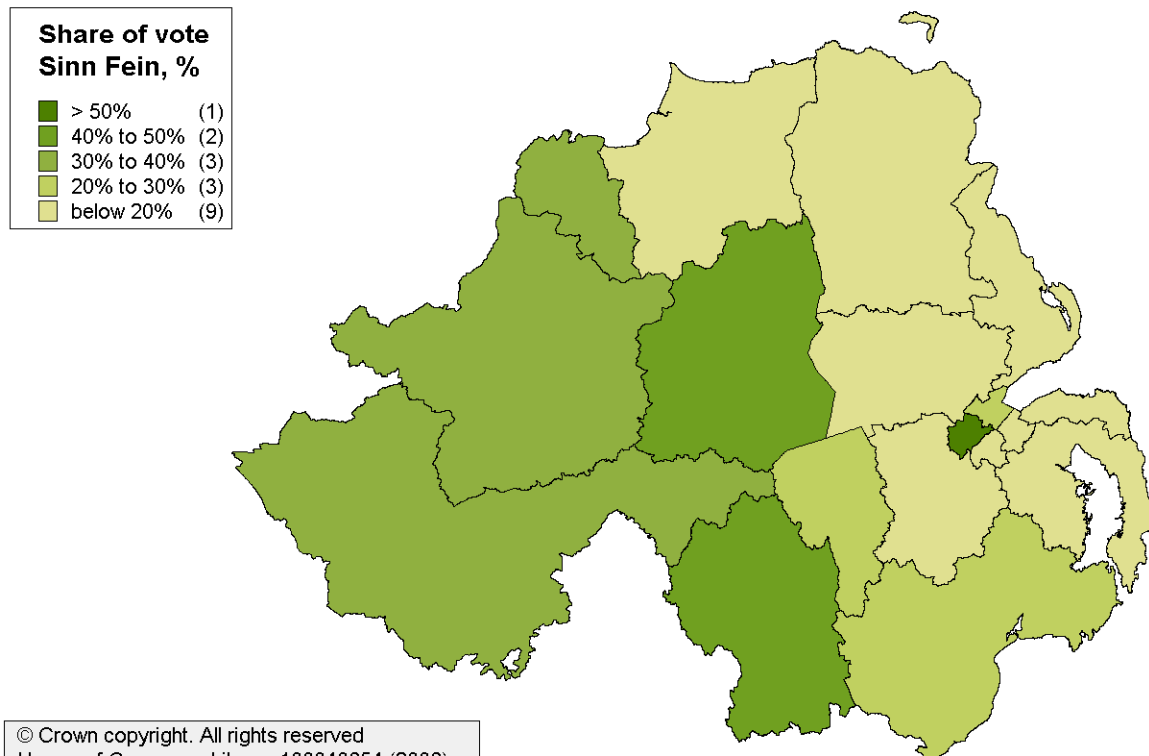 Share of vote
Sinn Fein, %
> 50% (1)
40% to 50% (2)
30% to 40% (3)
20% to 30% (3)
below 20% (9)
© Crown copyright. All rights reserved